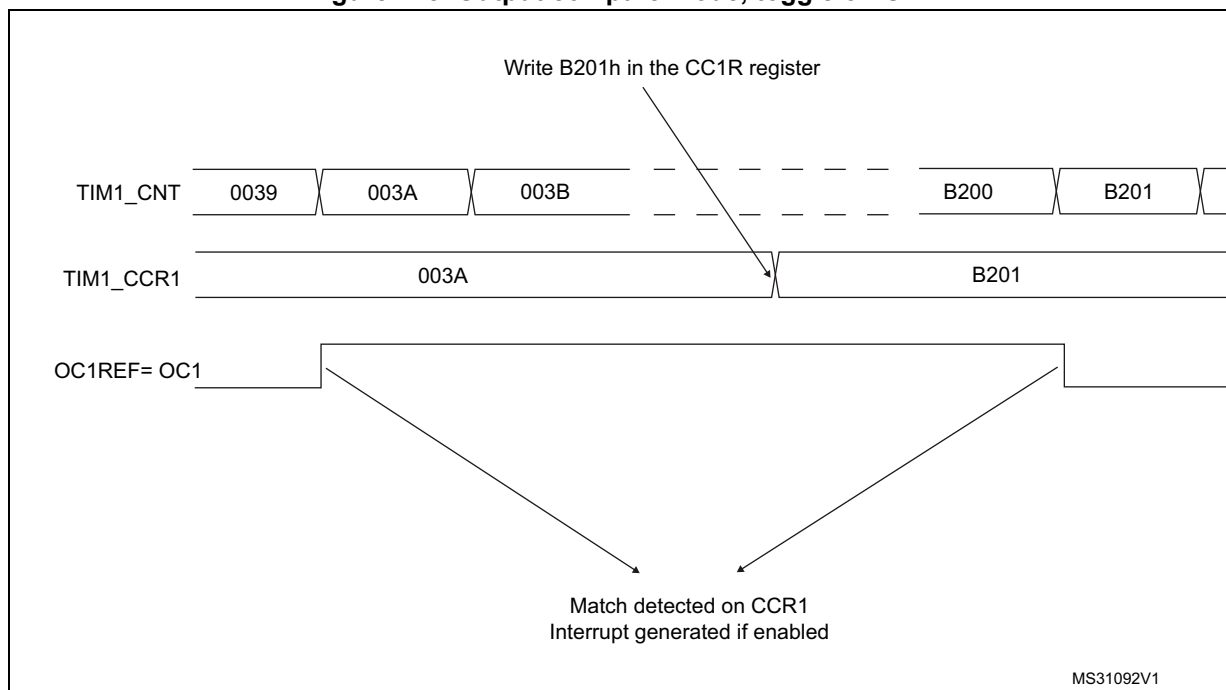 Write B201h in the CC1R register
TIM1_CNT 0039 003A 003B B200 B201
TIM1_CCR1 003A B201
OC1REF= OC1
Match detected on CCR1
Interrupt generated if enabled
MS31092V1